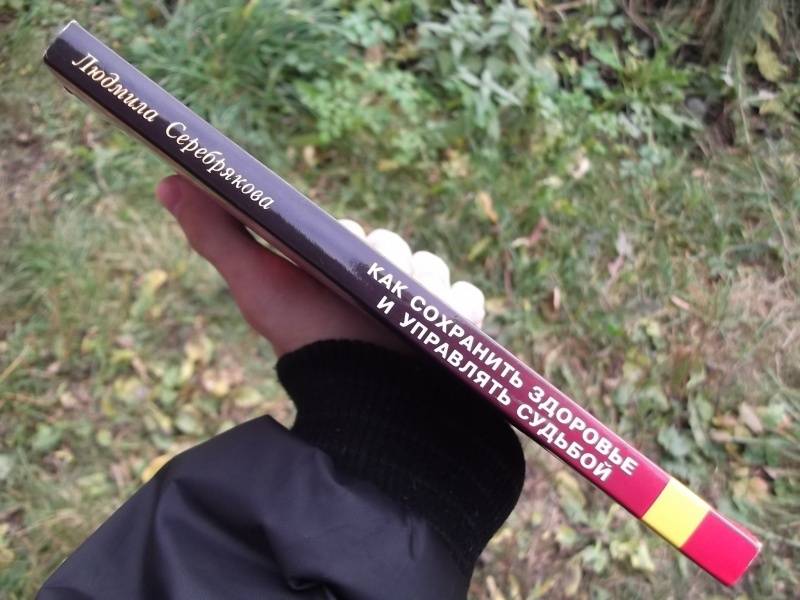 Людмила Серебрякова
КАК СОХРАНИТЬ ЗДОРОВЬЕ
И УПРАВЛЯТЬ СУДЬБОЙ